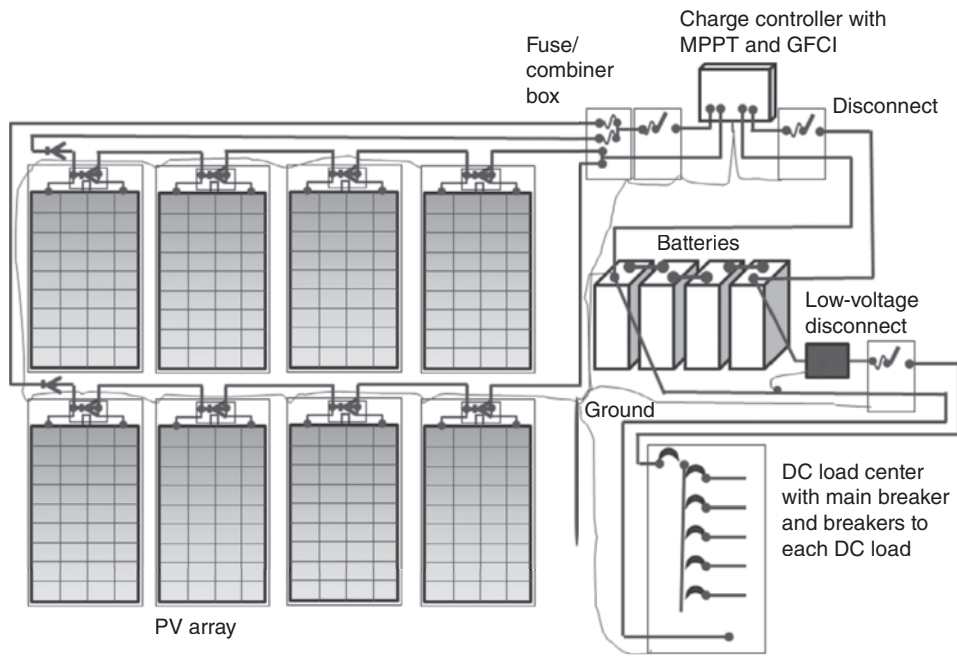 Charge controller with
MPPT and GFCI
Fuse/
combiner
box
Disconnect
Batteries
Low-voltage
disconnect
Ground
DC load center
with main breaker
and breakers to
each DC load
PV array